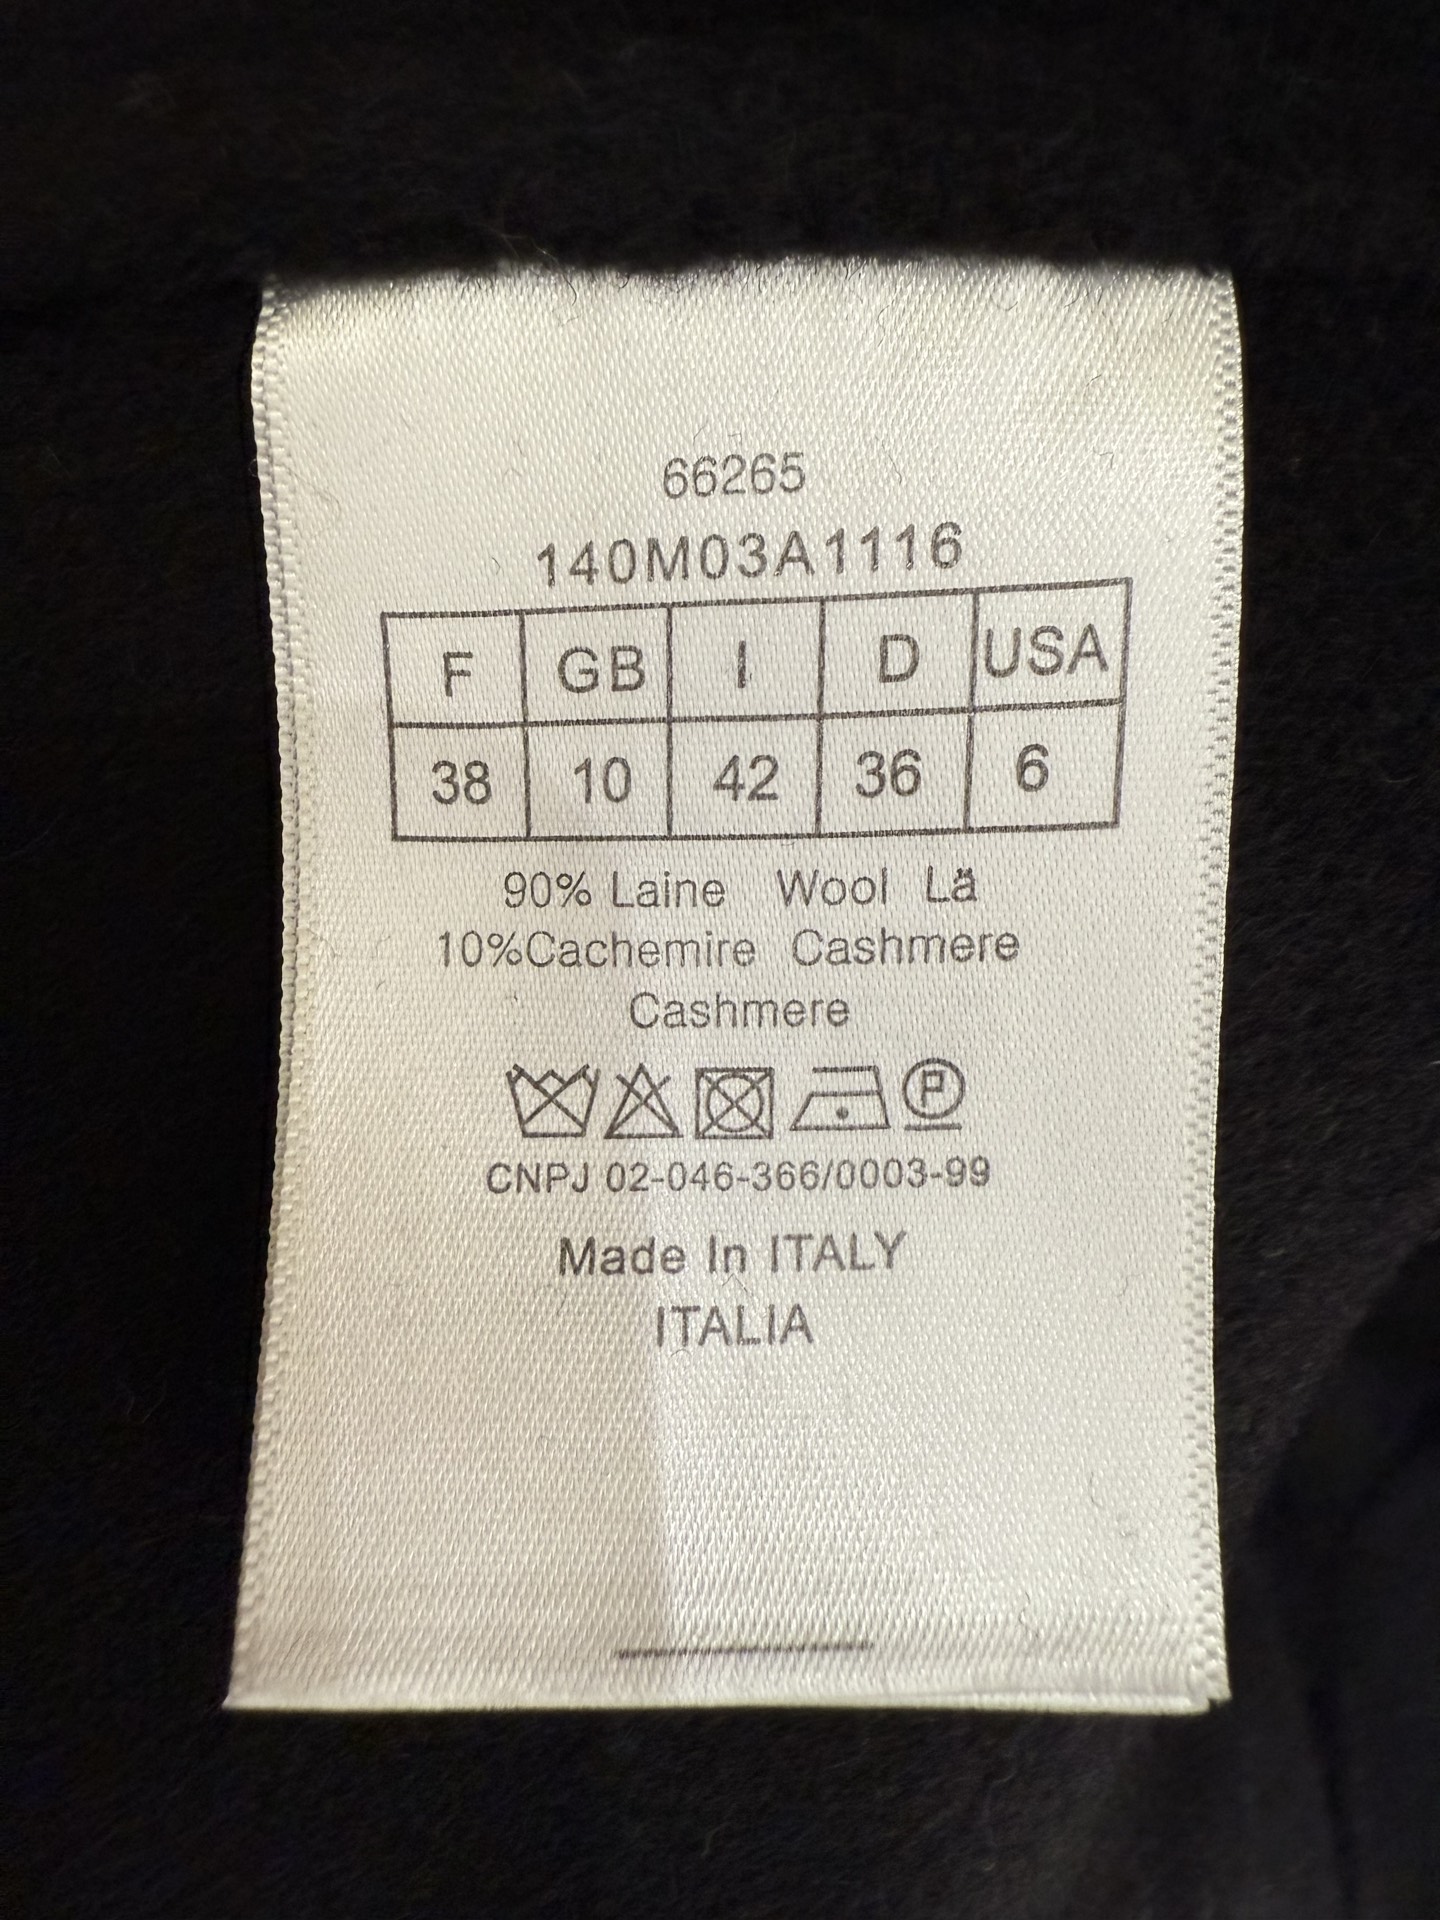 66265
140M03A1116
F GB I D USA
38 10 42 36 6
90% Laine Wool Lä
10%Cachemire Cashmere
Cashmere
P
CNPJ 02-046-366/0003-99
Made In ITALY
ITALIA